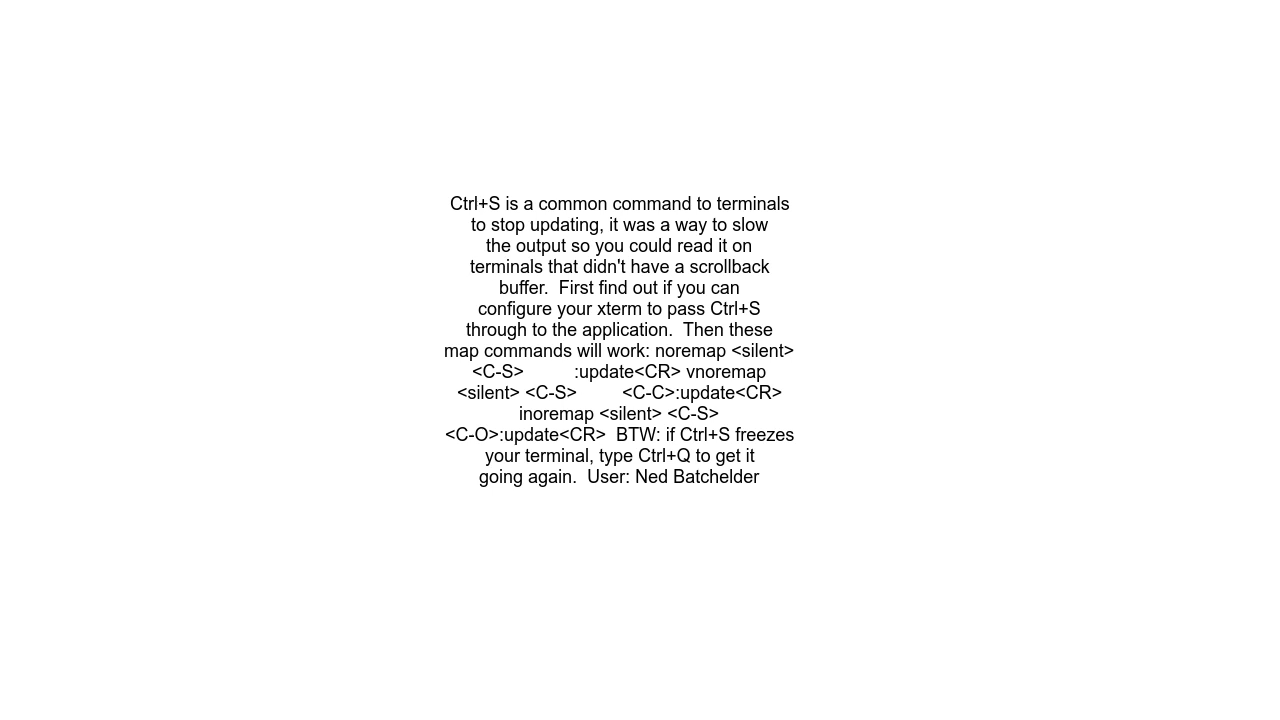 Ctrl+S is a common command to terminals
to stop updating, it was a way to slow
the output so you could read it on
terminals that didn't have a scrollback
buffer.  First find out if you can
configure your xterm to pass Ctrl+S
through to the application.  Then these
map commands will work: noremap <silent>
<C-S>          :update<CR> vnoremap
<silent> <C-S>         <C-C>:update<CR>
inoremap <silent> <C-S>
<C-O>:update<CR>  BTW: if Ctrl+S freezes
your terminal, type Ctrl+Q to get it
going again.  User: Ned Batchelder